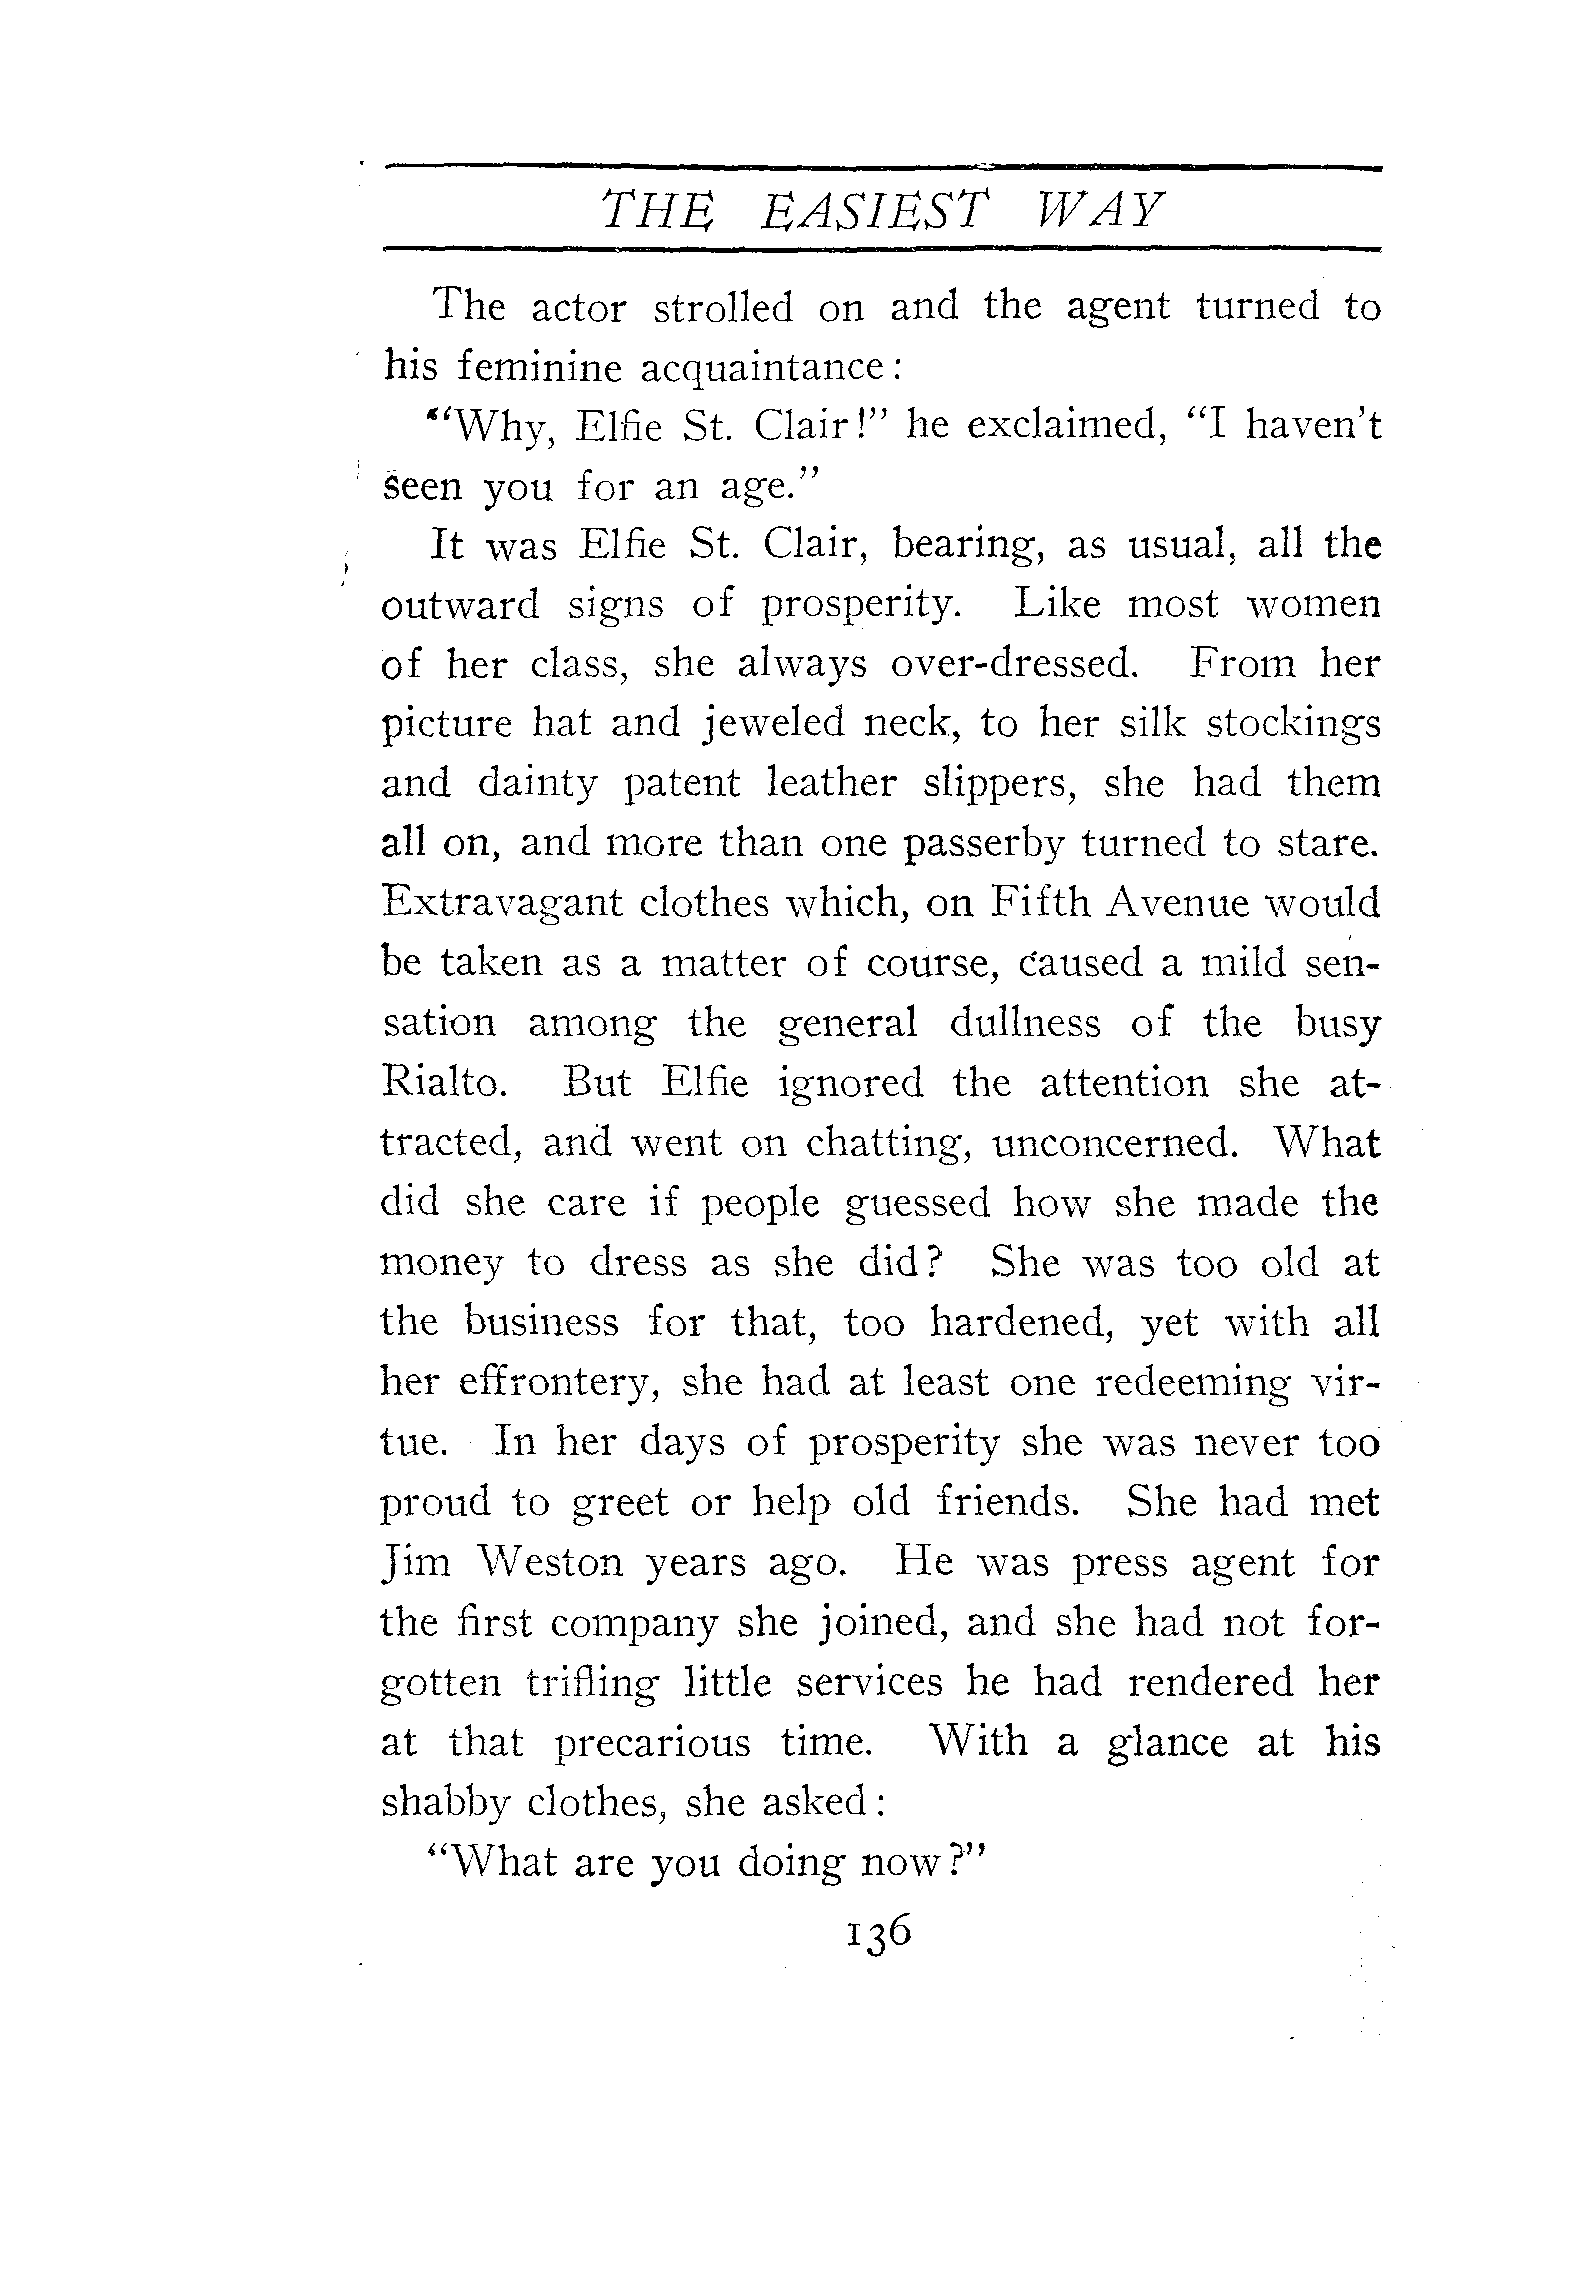 THE EASIEST WAY
The actor strolled on and the agent turned to
his feminine acquaintance:
"Why, Elfie St. Clair!" he exclaimed, "I haven't
seen you for an age."
It was Elfie St. Clair, bearing, as usual, all the
outward signs of prosperity. Like most women
of her class, she always over-dressed. From her
picture hat and jeweled neck, to her silk stockings
and dainty patent leather slippers, she had them
all on, and more than one passerby turned to stare.
Extravagant clothes which, on Fifth Avenue would
be taken as a matter of course, caused a mild sen-
sation among the general dullness of the busy
Rialto. But Elfie ignored the attention she at-
tracted, and went on chatting, unconcerned. What
did she care if people guessed how she made the
money to dress as she did? She was too old at
the business for that, too hardened, yet with all
her effrontery, she had at least one redeeming vir-
tue. In her days of prosperity she was never too
proud to greet or help old friends. She had met
Jim Weston years ago. He was press agent for
the first company she joined, and she had not for-
gotten trifling little services he had rendered her
at that precarious time. With a glance at his
shabby clothes, she asked:
"What are you doing now?"
136